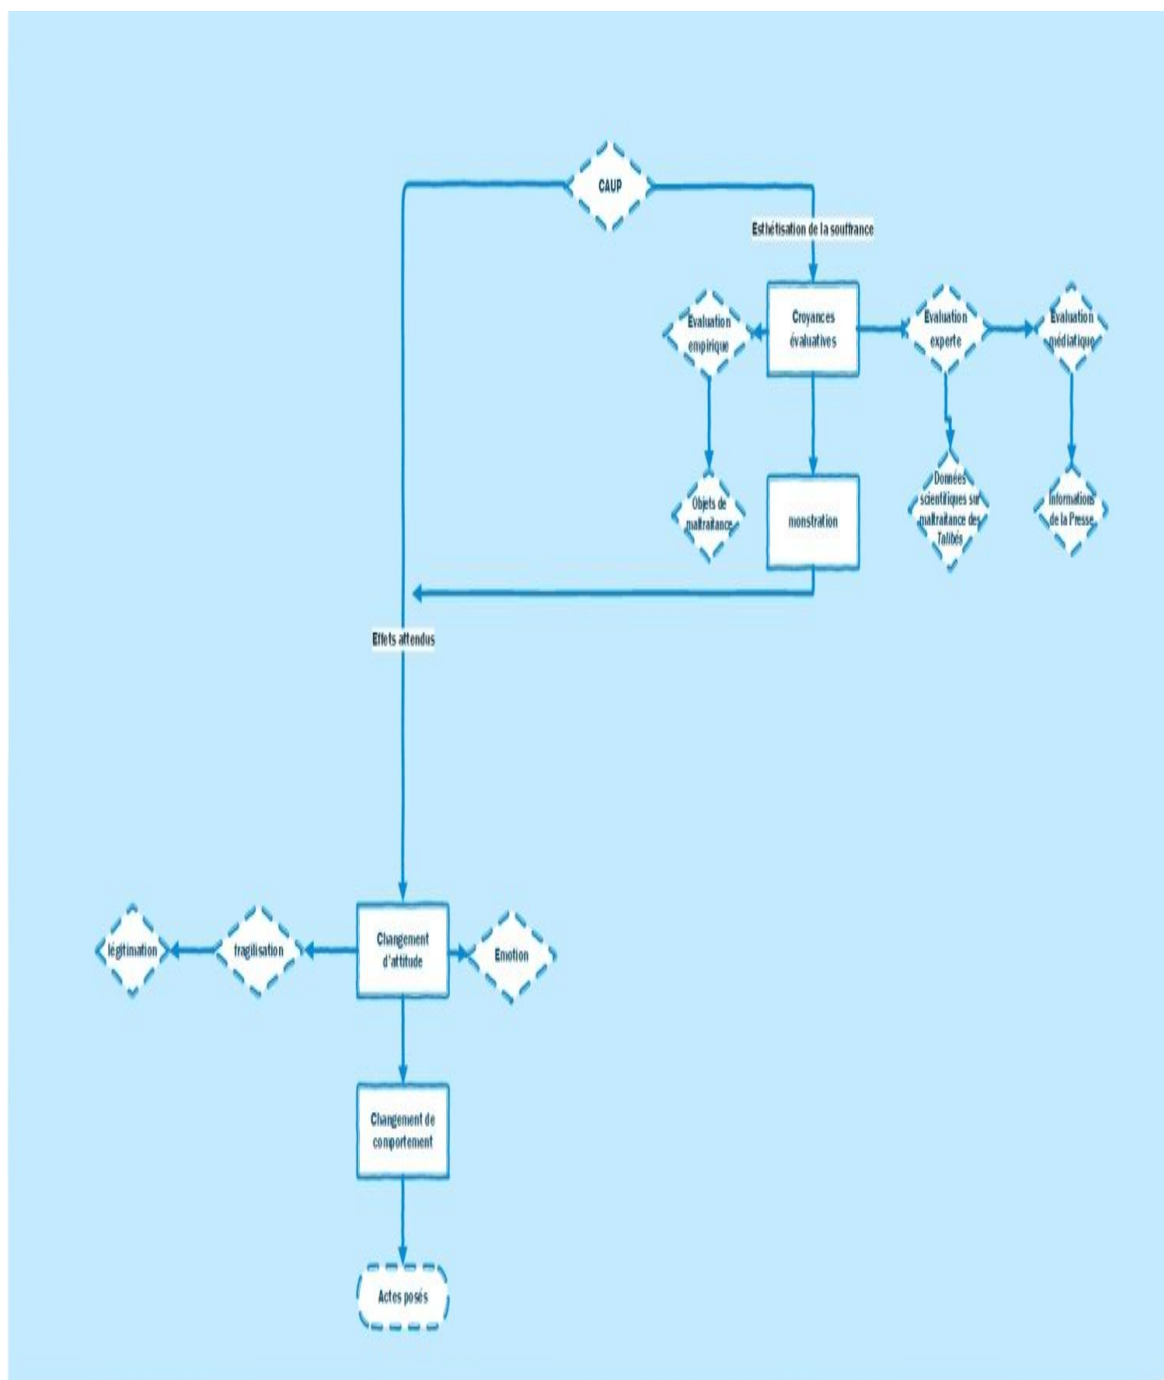 CAUP
Esthétisation de la souffrance
Evaluation
empirique
Croyances
évaluatives
Evaluation
experte
Evaluation
médiatique
Objets de
maltraitance
monstration
Données
scientifiques sur
maltraitance des
Talibés
Informations
de la Presse
Effets attendus
légitimation
fragilisation
Changement
d'attitude
Emotion
Changement de
comportement
Actes posés